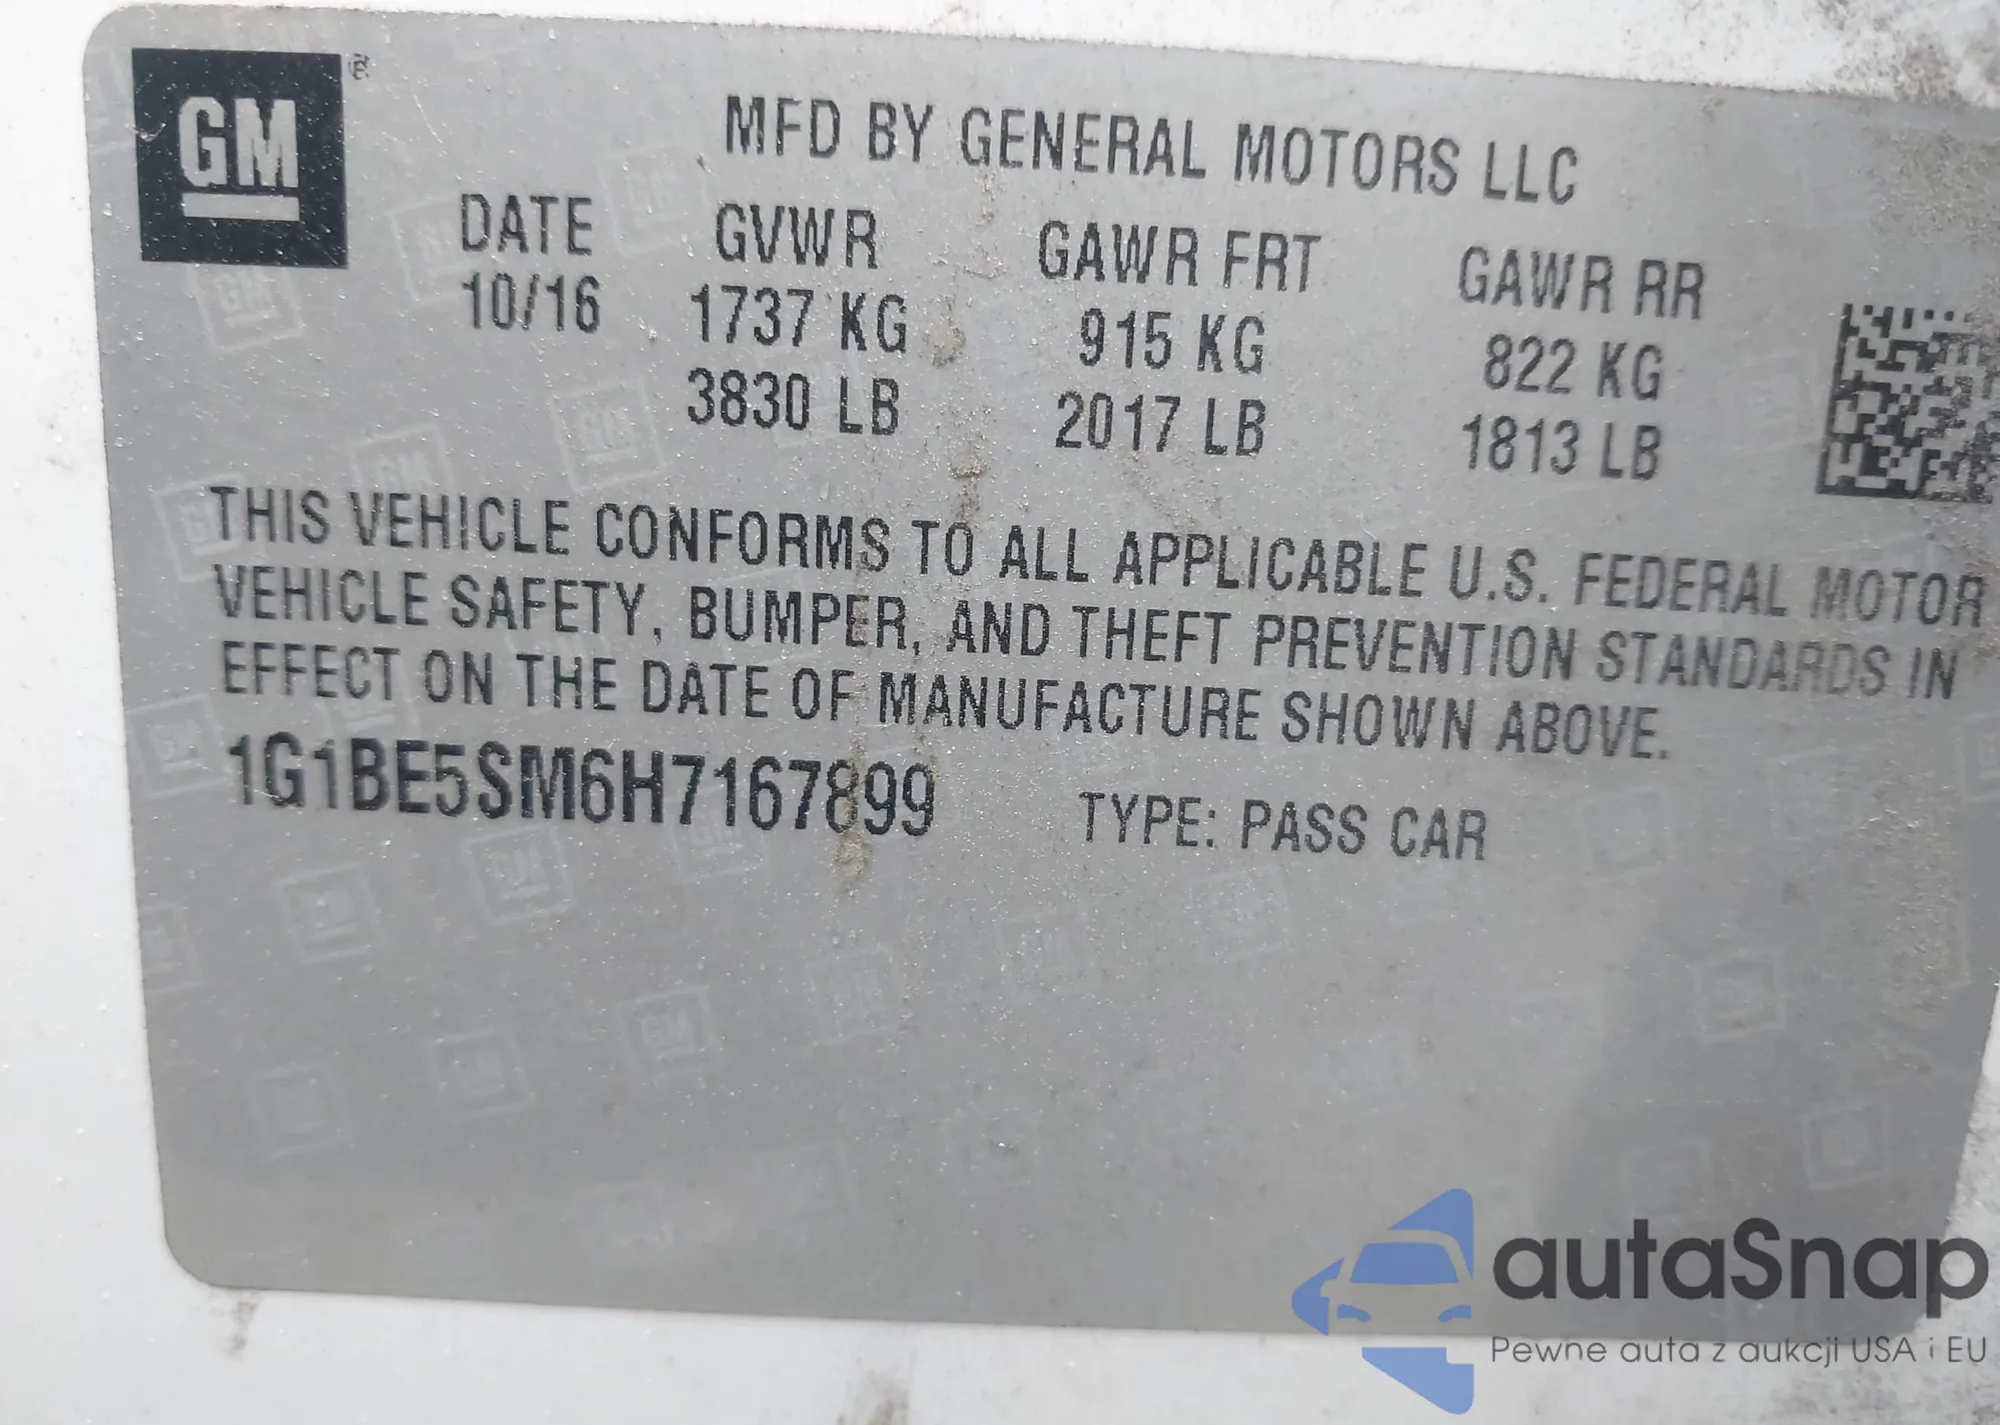 GM
MFD BY GENERAL MOTORS LLC
DATE GVWR GAWR FRT GAWR RR
10/16 1737 KG 915 KG 822 KG
3830 LB 2017 LB 1813 LB
THIS VEHICLE CONFORMS TO ALL APPLICABLE U.S. FEDERAL MOTOR
VEHICLE SAFETY, BUMPER, AND THEFT PREVENTION STANDARDS IN
EFFECT ON THE DATE OF MANUFACTURE SHOWN ABOVE.
1G1BE5SM6H7167899 TYPE: PASS CAR
autaSnap
Pewne auta z aukcji USA i EU